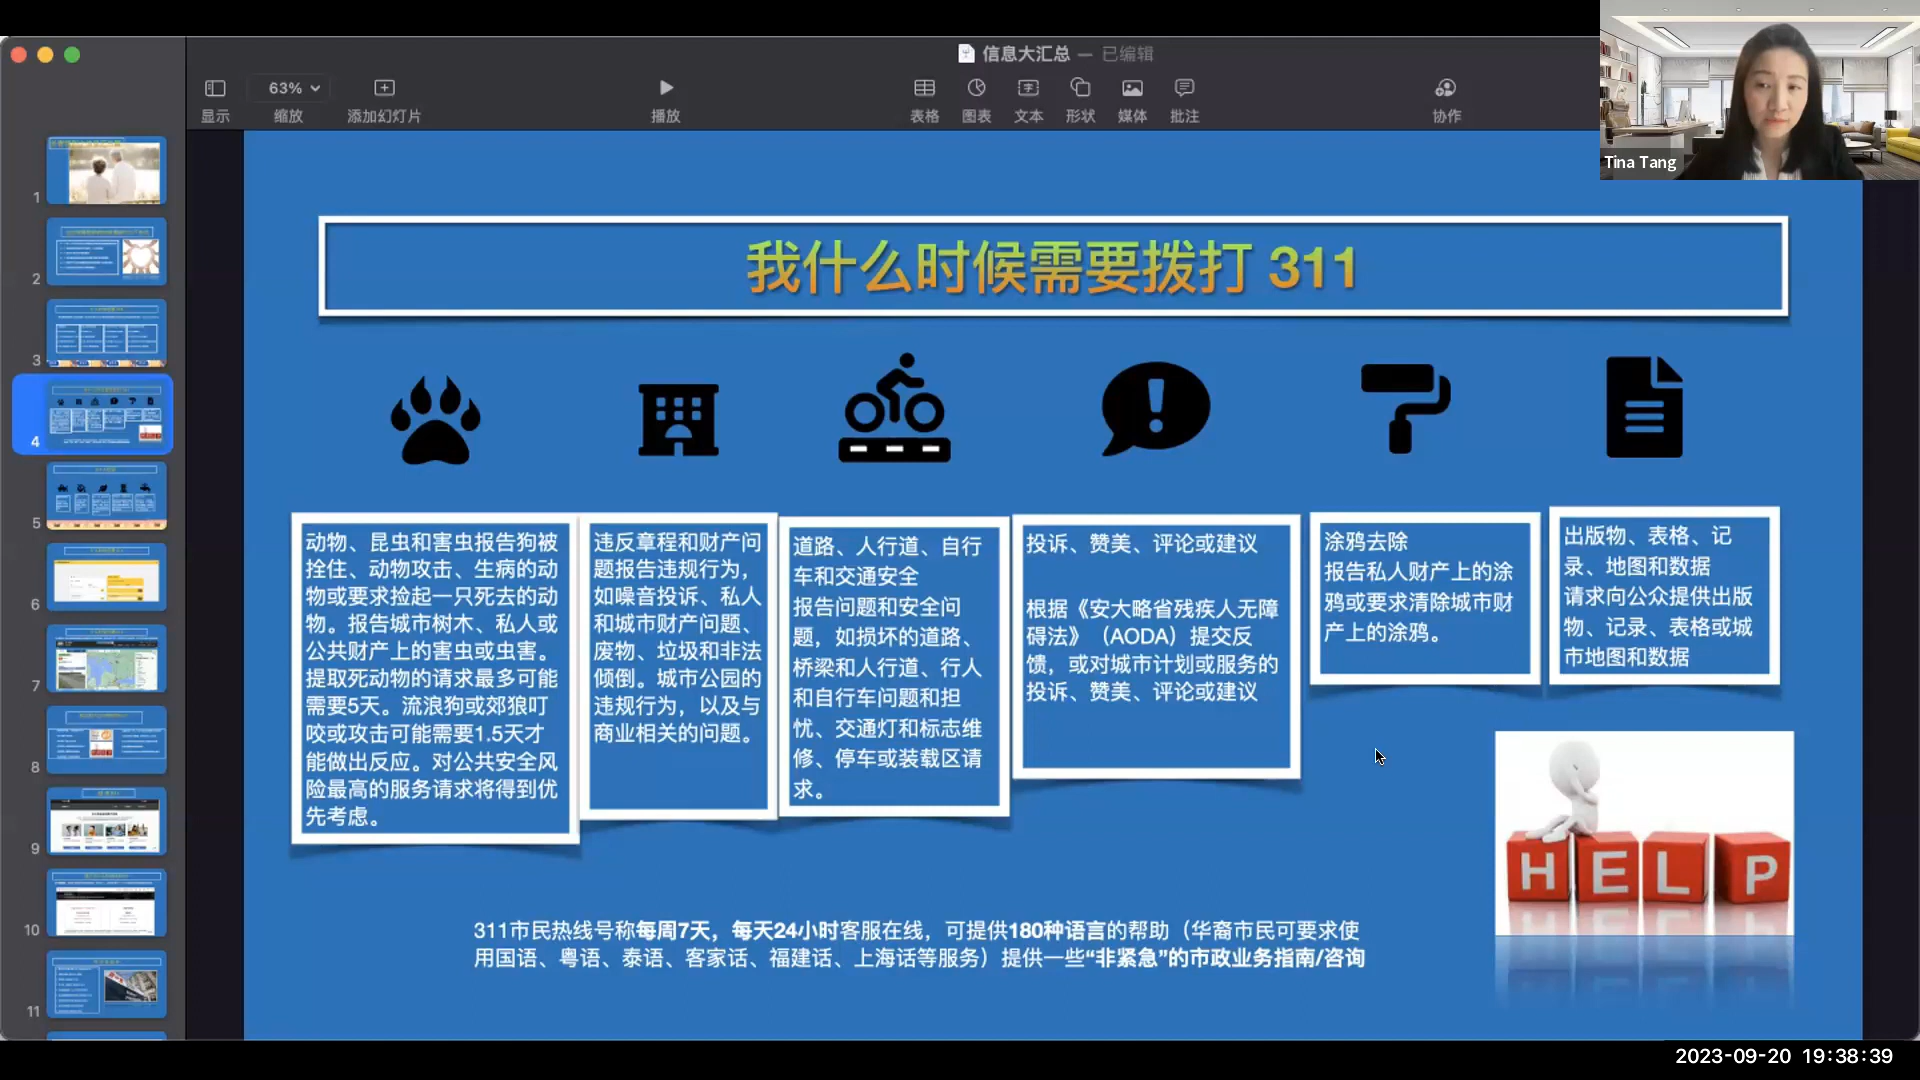 信息大汇总 — 已编辑
63%
显示
缩放
添加幻灯片
播放
表格
图表
文本
形状
媒体
批注
协作
Tina Tang
1
2
3
4
5
6
7
8
9
10
11
我什么时候需要拨打 311
动物、昆虫和害虫报告狗被
拴住、动物攻击、生病的动
物或要求捡起一只死去的动
物。报告城市树木、私人或
公共财产上的害虫或虫害。
提取死动物的请求最多可能
需要5天。流浪狗或郊狼叮
咬或攻击可能需要1.5天才
能做出反应。对公共安全风
险最高的服务请求将得到优
先考虑。
违反章程和财产问
题报告违规行为，
如噪音投诉、私人
和城市财产问题、
废物、垃圾和非法
倾倒。城市公园的
违规行为，以及与
商业相关的问题。
道路、人行道、自行
车和交通安全
报告问题和安全问
题，如损坏的道路、
桥梁和人行道、行人
和自行车问题和担
忧、交通灯和标志维
修、停车或装载区请
求。
投诉、赞美、评论或建议
根据《安大略省残疾人无障
碍法》（AODA）提交反
馈，或对城市计划或服务的
投诉、赞美、评论或建议
涂鸦去除
报告私人财产上的涂
鸦或要求清除城市财
产上的涂鸦。
出版物、表格、记
录、地图和数据
请求向公众提供出版
物、记录、表格或城
市地图和数据
HELP
311市民热线号称每周7天，每天24小时客服在线，可提供180种语言的帮助（华裔市民可要求使
用国语、粤语、泰语、客家话、福建话、上海话等服务）提供一些“非紧急”的市政业务指南/咨询
2023-09-20 19:38:39